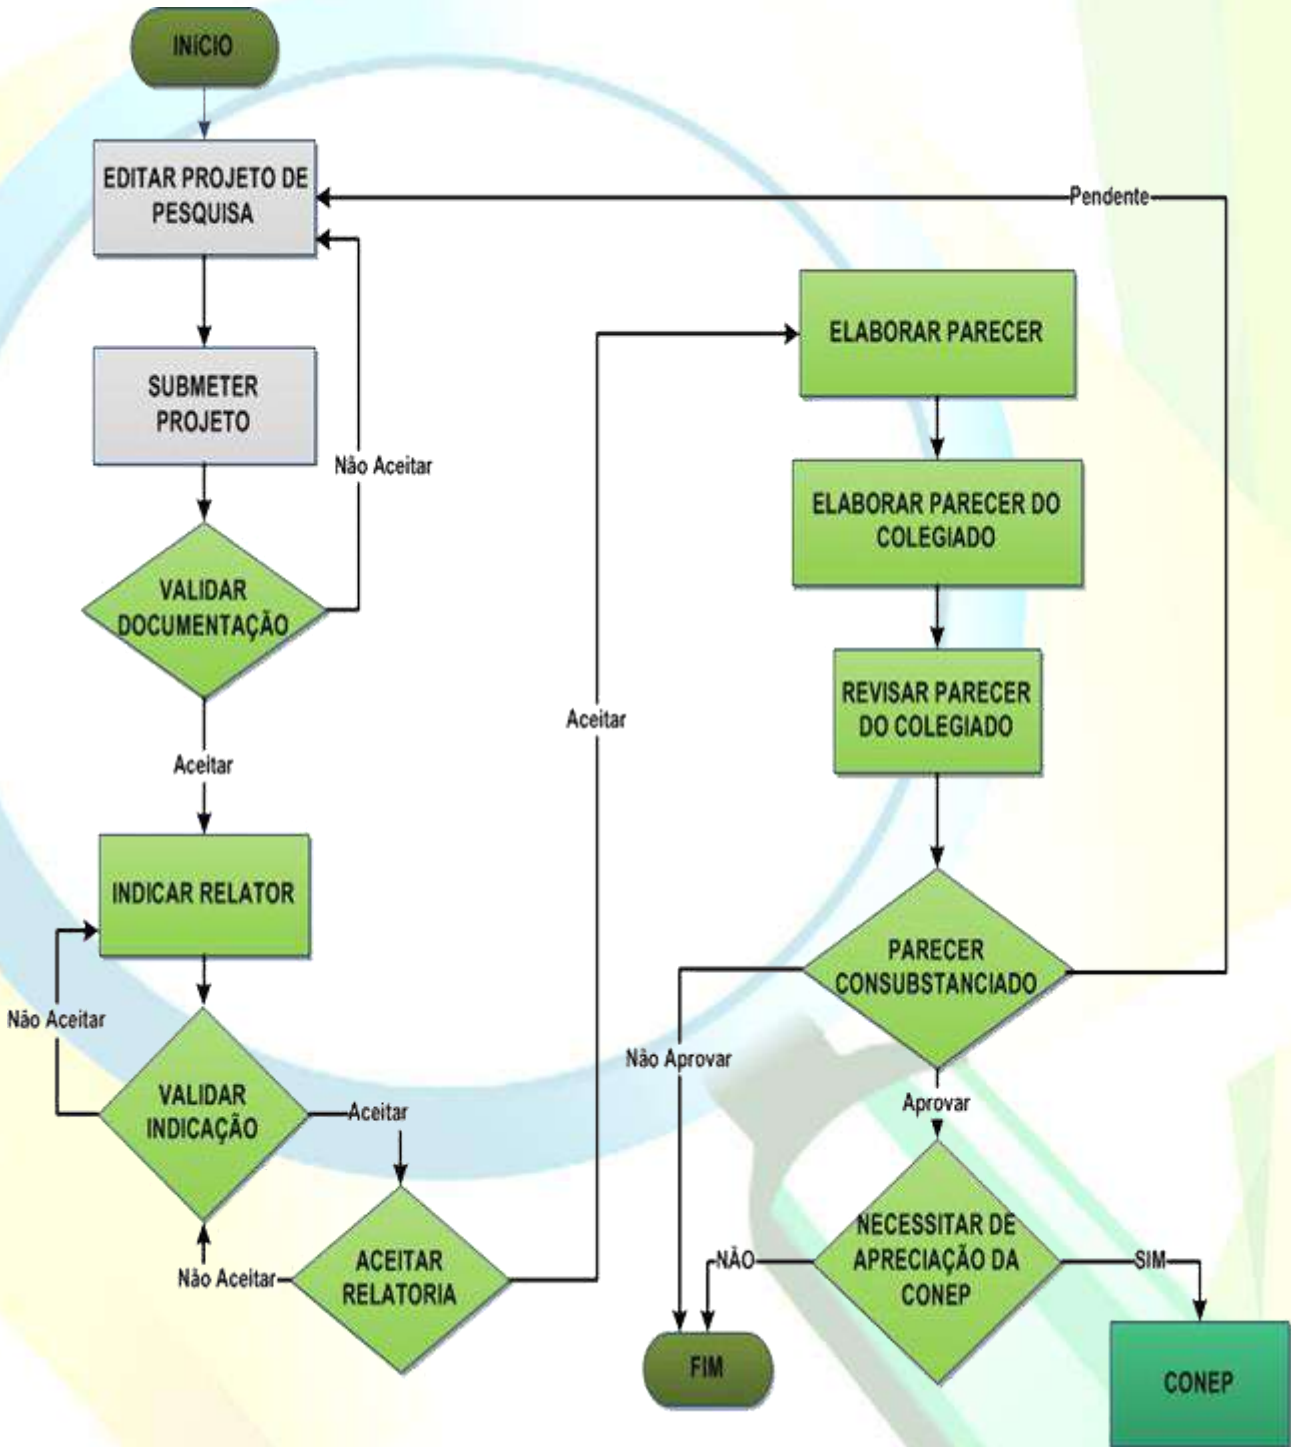 INíCIO
EDITAR PROJETO DE
PESQUISA
Pendente
SUBMETER
PROJETO
Não Aceitar
VALIDAR
DOCUMENTAÇÃO
Aceitar
INDICAR RELATOR
Não Aceitar
VALIDAR
INDICAÇÃO
Aceitar
Não Aceitar
ACEITAR
RELATORIA
Aceitar
ELABORAR PARECER
ELABORAR PARECER DO
COLEGIADO
REVISAR PARECER
DO COLEGIADO
PARECER
CONSUBSTANCIADO
Não Aprovar
Aprovar
NECESSITAR DE
APRECIAÇÃO DA
CONEP
NÃO
SIM
FIM
CONEP